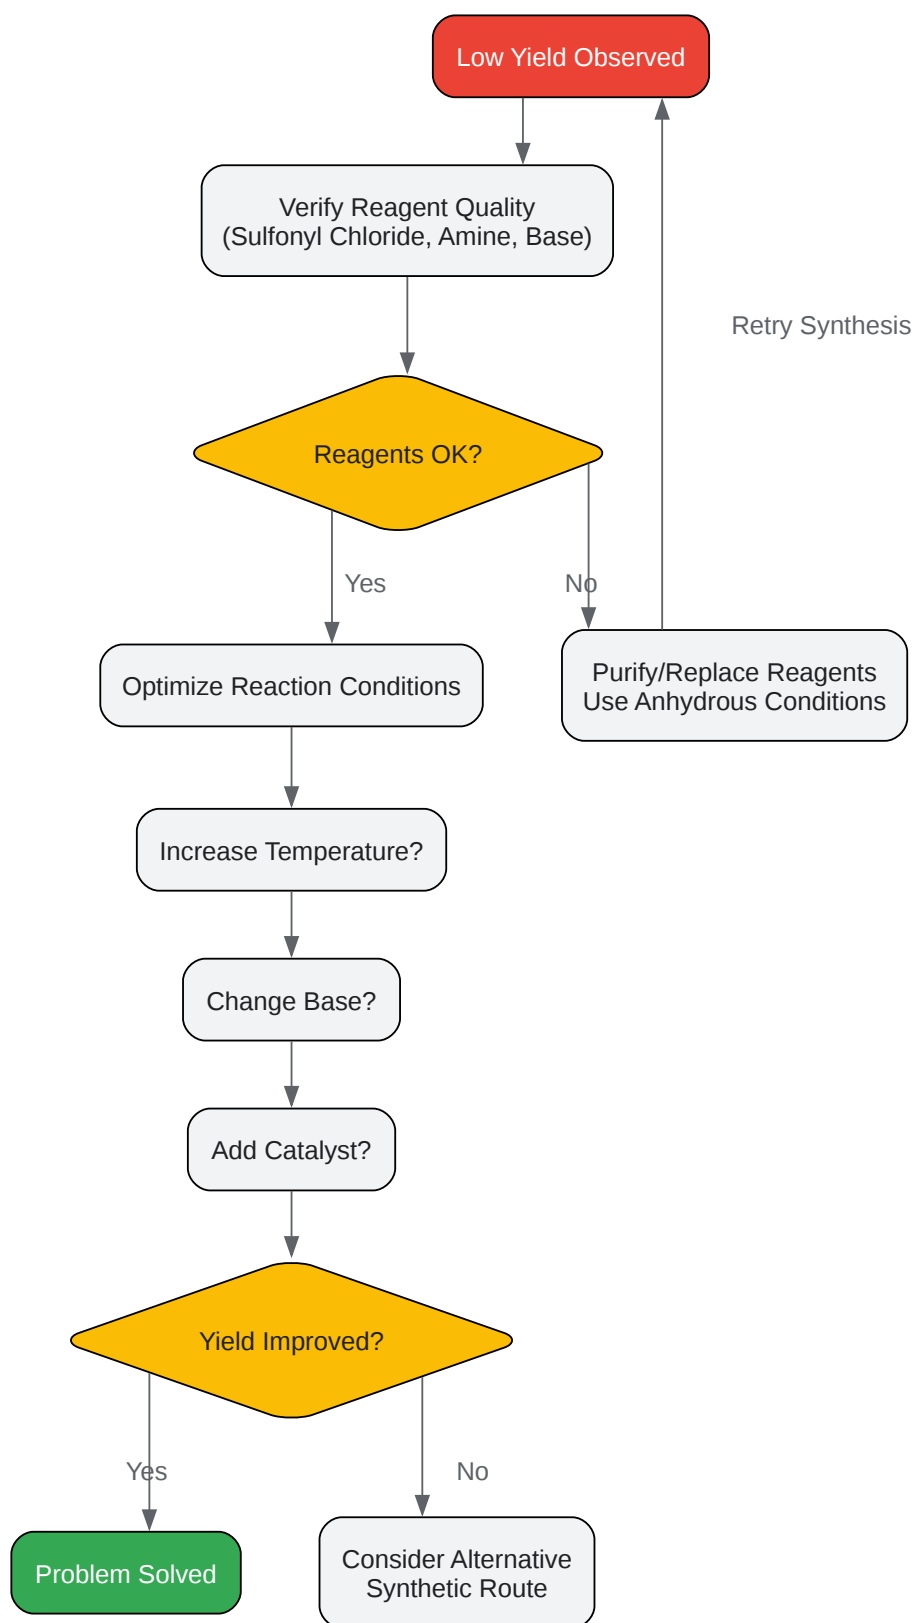 Low Yield Observed
Verify Reagent Quality
(Sulfonyl Chloride, Amine, Base)
Retry Synthesis
Reagents OK?
Yes
No
Optimize Reaction Conditions
Purify/Replace Reagents
Use Anhydrous Conditions
Increase Temperature?
Change Base?
Add Catalyst?
Yield Improved?
Yes
No
Problem Solved
Consider Alternative
Synthetic Route